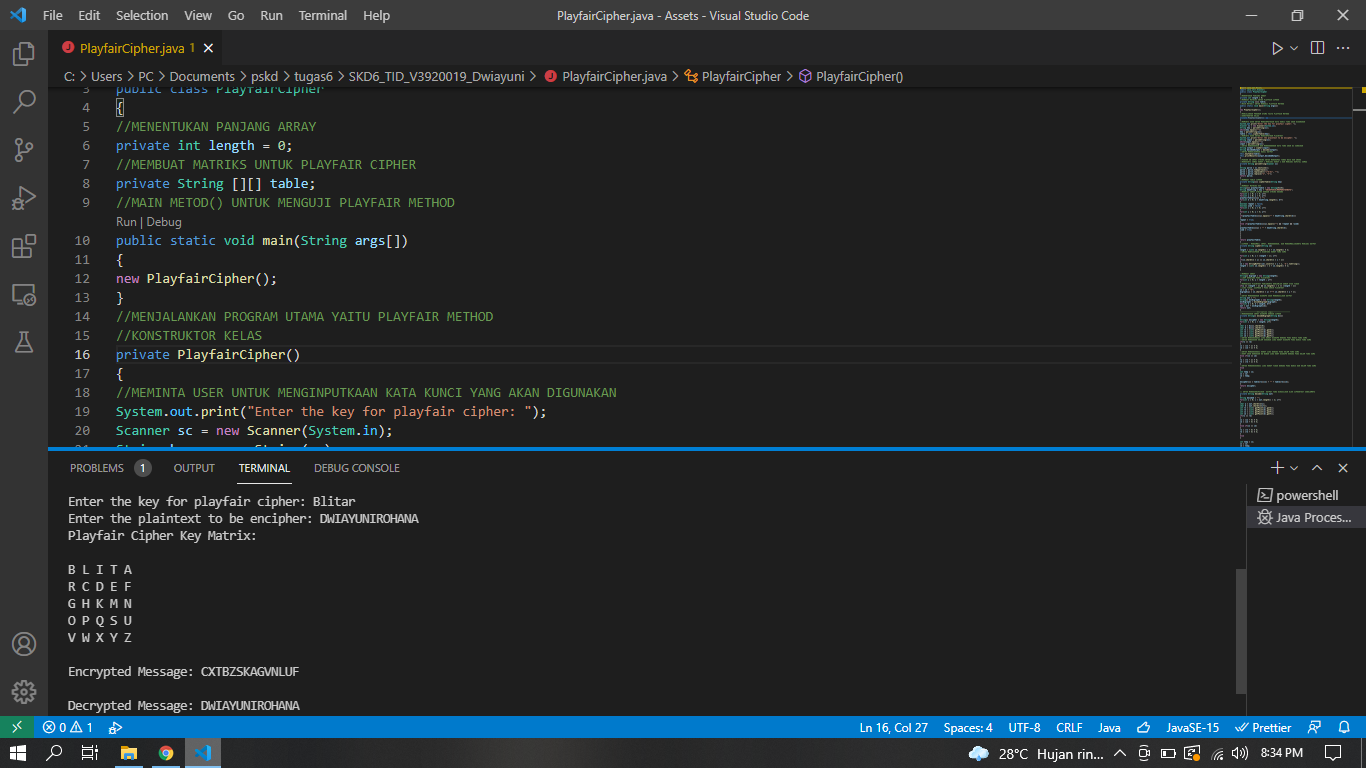 File Edit Selection View Go Run Terminal Help PlayfairCipher.java - Assets - Visual Studio Code
PlayfairCipher.java 1
C: > Users > PC > Documents > pskd > tugas6 > SKD6_TID_V3920019_Dwiayuni > PlayfairCipher.java > PlayfairCipher > PlayfairCipher()
3 public class PlayfairCipher
4 {
5 //MENENTUKAN PANJANG ARRAY
6 private int length = 0;
7 //MEMBUAT MATRIKS UNTUK PLAYFAIR CIPHER
8 private String [][] table;
9 //MAIN METOD() UNTUK MENGUJI PLAYFAIR METHOD
Run | Debug
10 public static void main(String args[])
11 {
12 new PlayfairCipher();
13 }
14 //MENJALANKAN PROGRAM UTAMA YAITU PLAYFAIR METHOD
15 //KONSTRUKTOR KELAS
16 private PlayfairCipher()
17 {
18 //MEMINTA USER UNTUK MENGINPUTKAAN KATA KUNCI YANG AKAN DIGUNAKAN
19 System.out.print("Enter the key for playfair cipher: ");
20 Scanner sc = new Scanner(System.in);
PROBLEMS 1 OUTPUT TERMINAL DEBUG CONSOLE
powershell
Java Proces...
Enter the key for playfair cipher: Blitar
Enter the plaintext to be encipher: DWIAYUNIROHANA
Playfair Cipher Key Matrix:
B L I T A
R C D E F
G H K M N
O P Q S U
V W X Y Z
Encrypted Message: CXTBZSKAGVNLUF
Decrypted Message: DWIAYUNIROHANA
0 1 Ln 16, Col 27 Spaces: 4 UTF-8 CRLF Java JavaSE-15 Prettier
28°C Hujan rin... 8:34 PM